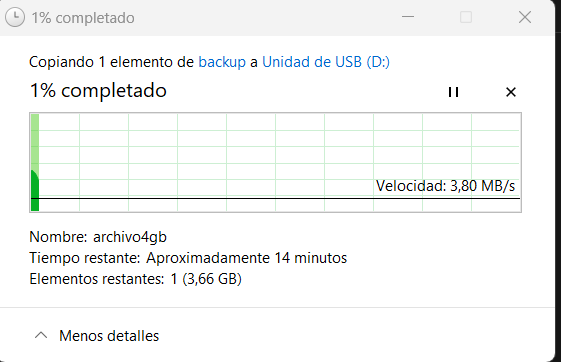 1% completado
Copiando 1 elemento de backup a Unidad de USB (D:)
1% completado
Velocidad: 3,80 MB/s
Nombre: archivo4gb
Tiempo restante: Aproximadamente 14 minutos
Elementos restantes: 1 (3,66 GB)
Menos detalles